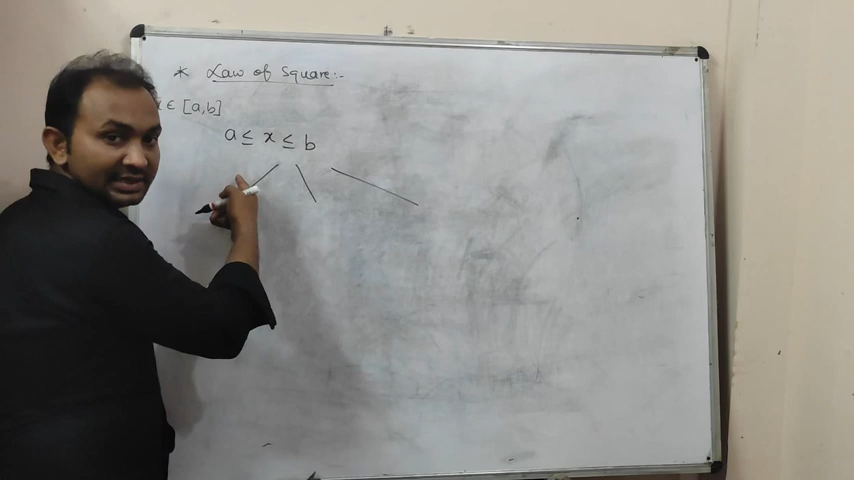 * Law of Square:-
x ∈ [a,b]
a ≤ x ≤ b